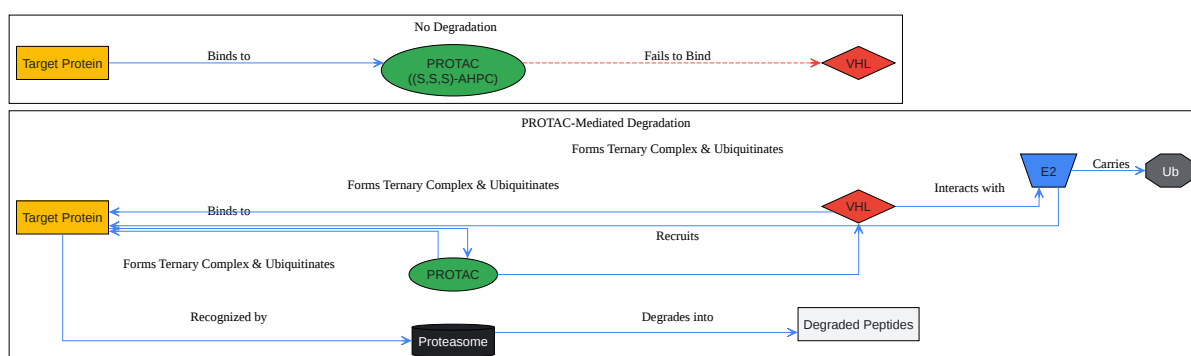 No Degradation
Target Protein
Binds to
PROTAC
((S,S,S)-AHPC)
Fails to Bind
VHL
PROTAC-Mediated Degradation
Forms Ternary Complex & Ubiquitinates
E2
Carries
Ub
Forms Ternary Complex & Ubiquitinates
Interacts with
Target Protein
Binds to
VHL
Recruits
Forms Ternary Complex & Ubiquitinates
PROTAC
Recognized by
Proteasome
Degrades into
Degraded Peptides